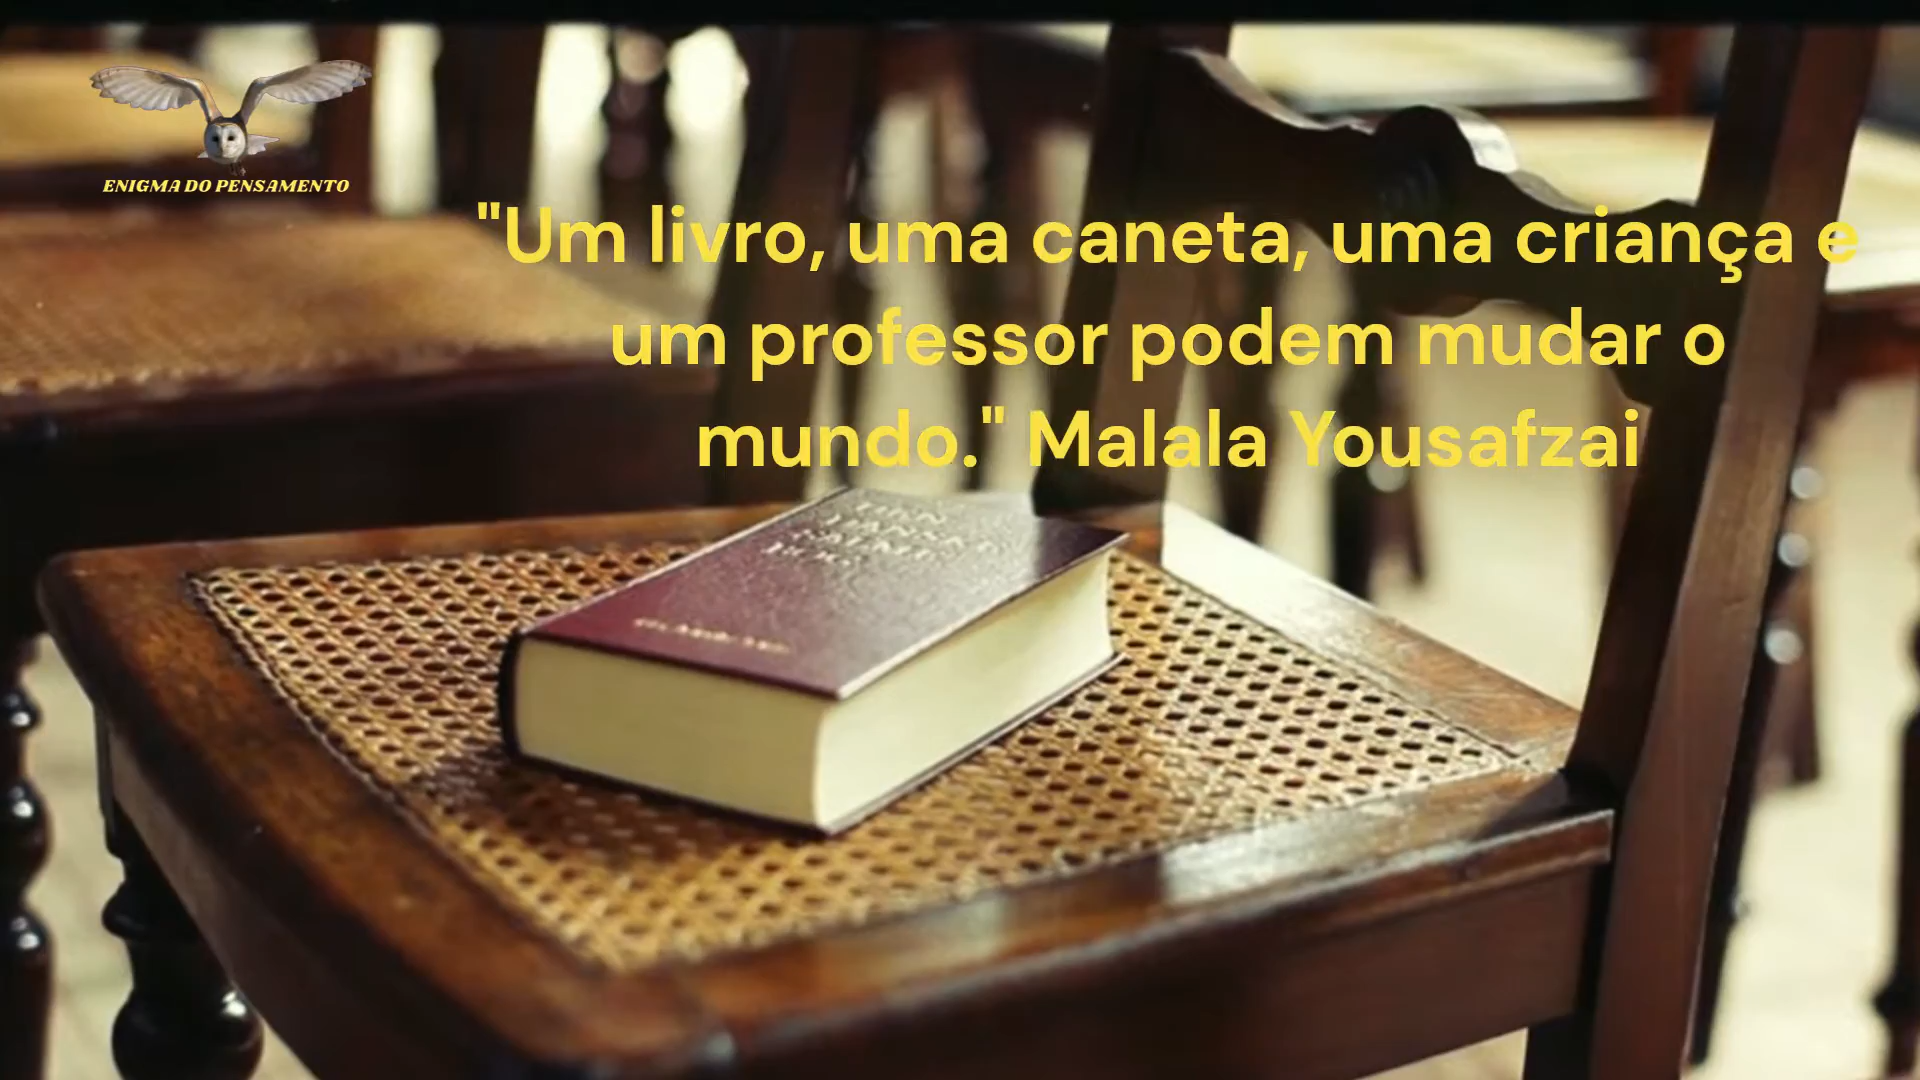 ENIGMA DO PENSAMENTO
"Um livro, uma caneta, uma criança e
um professor podem mudar o
mundo." Malala Yousafzai